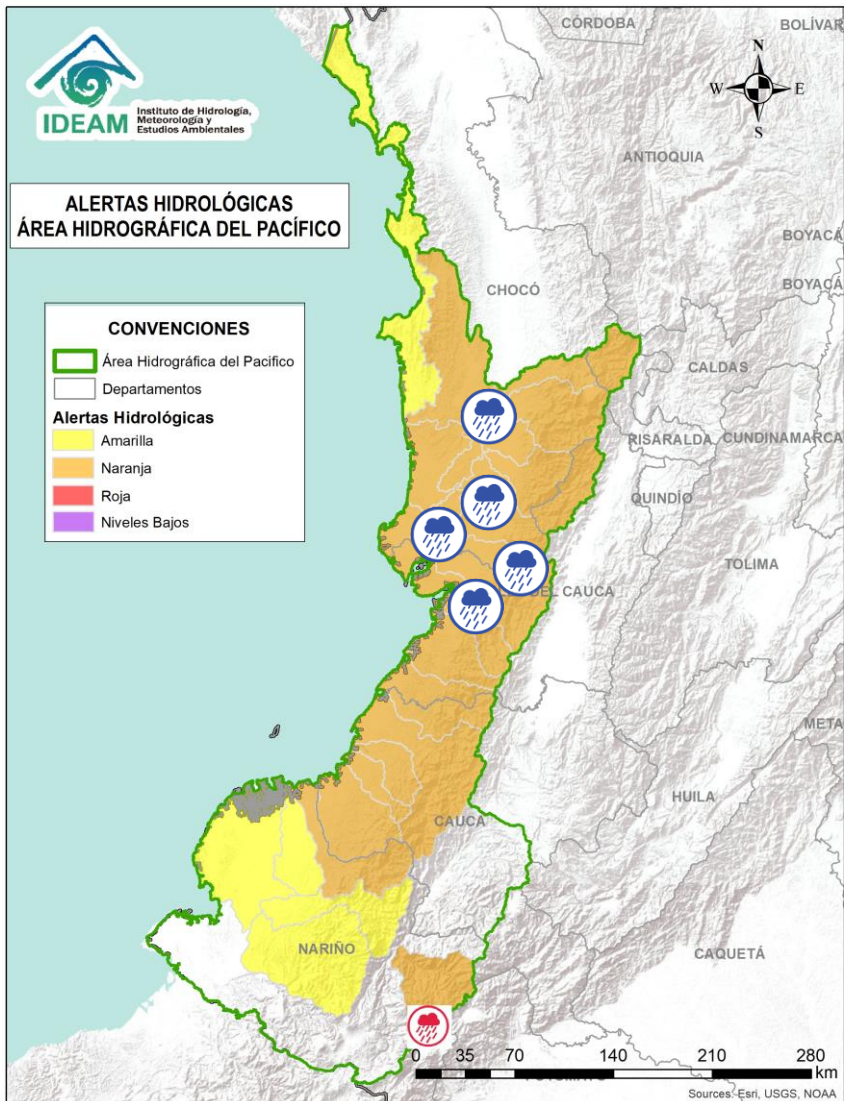 IDEAM
Instituto de Hidrología,
Meteorología y
Estudios Ambientales
ALERTAS HIDROLÓGICAS
ÁREA HIDROGRÁFICA DEL PACÍFICO
CONVENCIONES
Área Hidrográfica del Pacifico
Departamentos
Alertas Hidrológicas
Amarilla
Naranja
Roja
Niveles Bajos
N
W
E
S
CÓRDOBA
BOLÍVAR
ANTIOQUIA
BOYACÁ
BOYACÁ
CHOCÓ
CALDAS
RISARALDA
CUNDINAMARCA
QUINDÍO
TOLIMA
DEL CAUCA
META
HUILA
CAUCA
NARIÑO
CAQUETÁ
0 35 70 140 210 280
km
Sources: Esri, USGS, NOAA